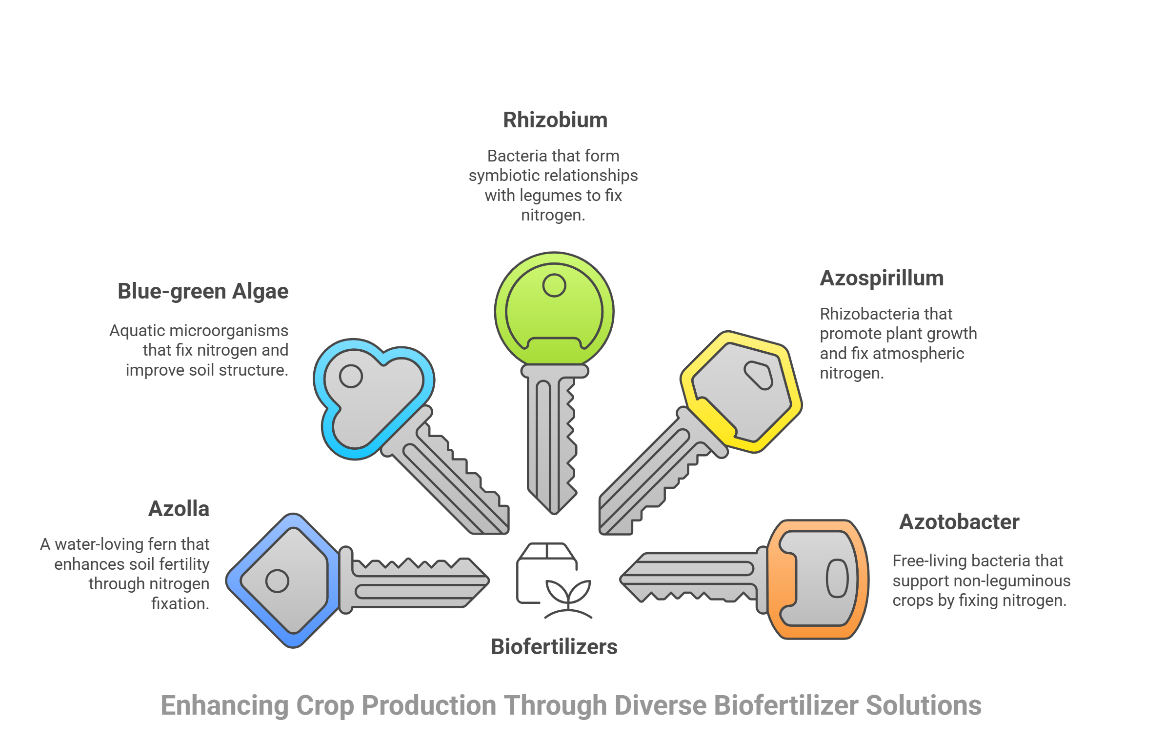 Rhizobium
Bacteria that form
symbiotic relationships
with legumes to fix
nitrogen.
Blue-green Algae
Aquatic microorganisms
that fix nitrogen and
improve soil structure.
Azospirillum
Rhizobacteria that
promote plant growth
and fix atmospheric
nitrogen.
Azolla
A water-loving fern that
enhances soil fertility
through nitrogen
fixation.
Azotobacter
Free-living bacteria that
support non-leguminous
crops by fixing nitrogen.
Biofertilizers
Enhancing Crop Production Through Diverse Biofertilizer Solutions